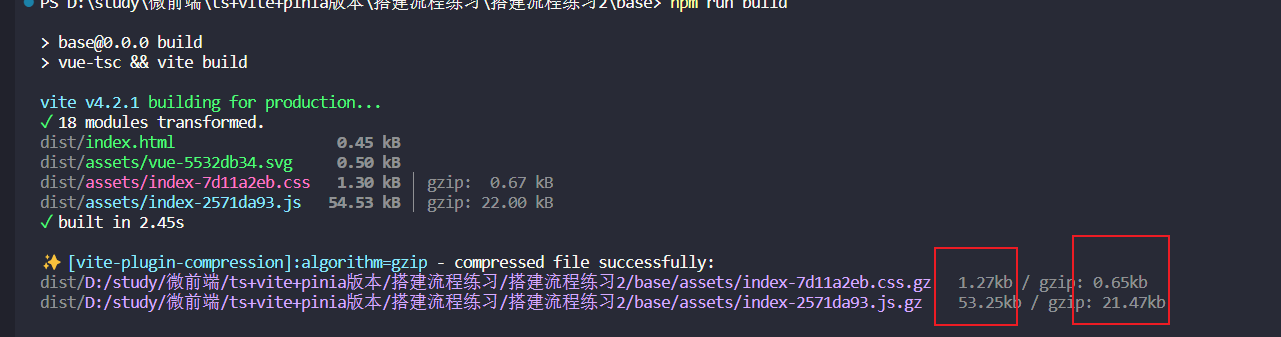 PS D:\study\微前端\ts+vite+pinia版本\搭建流程练习\搭建流程练习2\base> npm run build
> base@0.0.0 build
> vue-tsc && vite build
vite v4.2.1 building for production...
✓ 18 modules transformed.
dist/index.html 0.45 kB
dist/assets/vue-5532db34.svg 0.50 kB
dist/assets/index-7d11a2eb.css 1.30 kB │ gzip: 0.67 kB
dist/assets/index-2571da93.js 54.53 kB │ gzip: 22.00 kB
✓ built in 2.45s
✨ [vite-plugin-compression]:algorithm=gzip - compressed file successfully:
dist/D:/study/微前端/ts+vite+pinia版本/搭建流程练习/搭建流程练习2/base/assets/index-7d11a2eb.css.gz 1.27kb / gzip: 0.65kb
dist/D:/study/微前端/ts+vite+pinia版本/搭建流程练习/搭建流程练习2/base/assets/index-2571da93.js.gz 53.25kb / gzip: 21.47kb